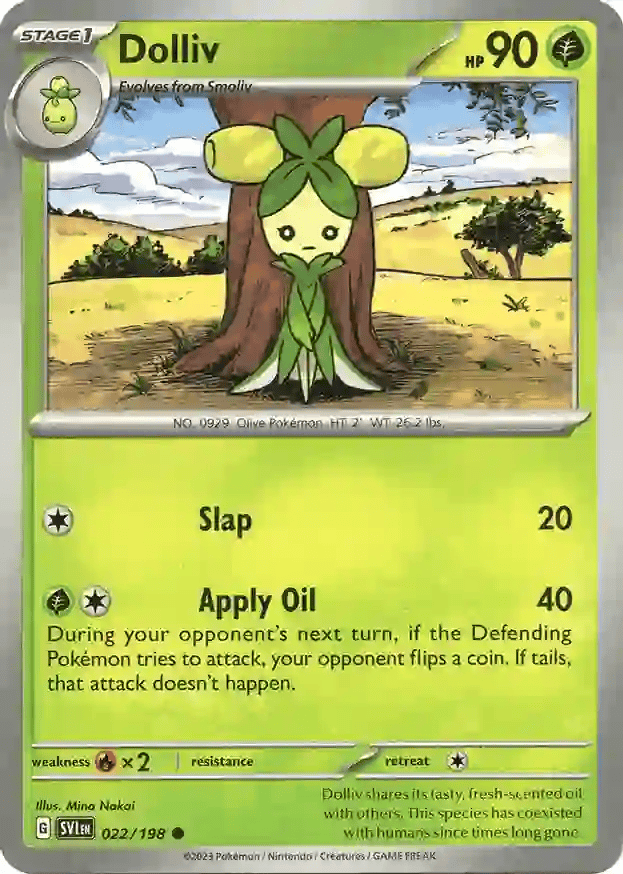 STAGE1
Dolliv
HP 90
Evolves from Smoliv
NO. 0929 Olive Pokémon HT 2' WT 26.2 lbs.
Slap 20
Apply Oil 40
During your opponent's next turn, if the Defending
Pokémon tries to attack, your opponent flips a coin. If tails,
that attack doesn't happen.
weakness ×2 resistance retreat
Illus. Mina Nakai
Dolliv shares its tasty, fresh-scented oil
with others. This species has coexisted
with humans since times long gone.
G SVI EN 022/198
©2023 Pokémon / Nintendo / Creatures / GAME FREAK